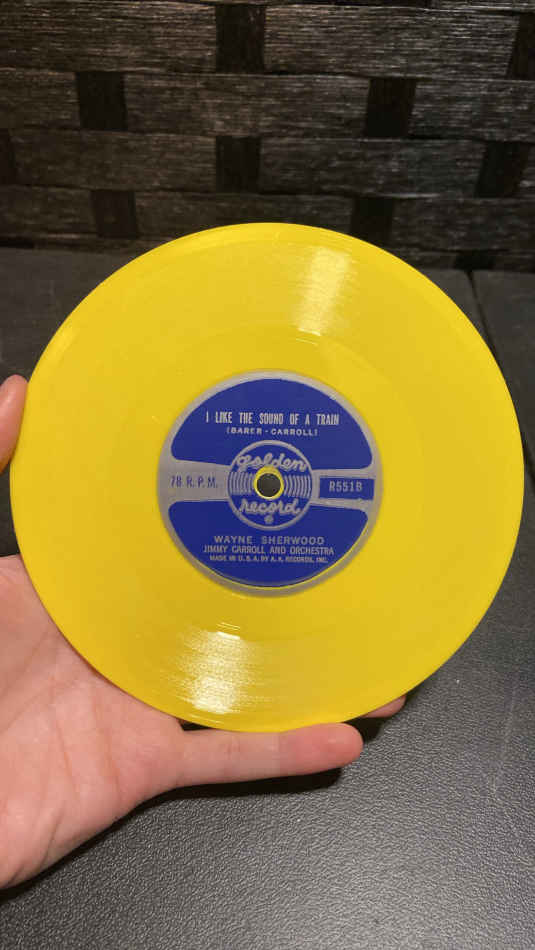 I LIKE THE SOUND OF A TRAIN
(BARER - CARROLL)
golden
78 R. P. M.
R551B
record
WAYNE SHERWOOD
JIMMY CARROLL AND ORCHESTRA
MADE IN U. S. A. BY A. A. RECORDS, INC.